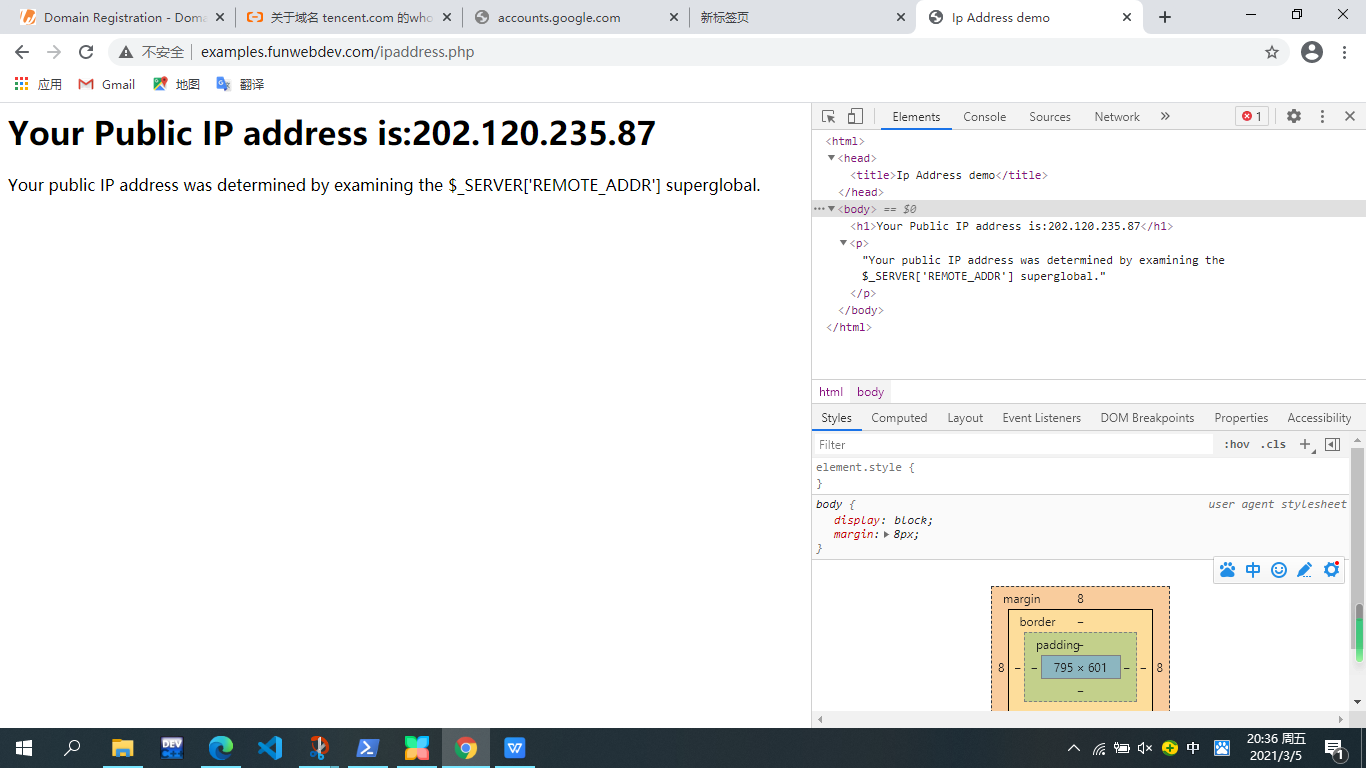 Domain Registration - Doma
关于域名 tencent.com 的who
accounts.google.com
新标签页
Ip Address demo
不安全
examples.funwebdev.com/ipaddress.php
应用
Gmail
地图
翻译
Your Public IP address is:202.120.235.87
Your public IP address was determined by examining the $_SERVER['REMOTE_ADDR'] superglobal.
Elements Console Sources Network » 1
<html>
<head>
<title>Ip Address demo</title>
</head>
<body> == $0
<h1>Your Public IP address is:202.120.235.87</h1>
<p>
"Your public IP address was determined by examining the
$_SERVER['REMOTE_ADDR'] superglobal."
</p>
</body>
</html>
html body
Styles Computed Layout Event Listeners DOM Breakpoints Properties Accessibility
Filter :hov .cls +
element.style {
}
body { user agent stylesheet
display: block;
margin: 8px;
}
中
margin 8
border –
padding –
8 – – 795 × 601 – – 8
–
DEV
中
20:36 周五
2021/3/5
1